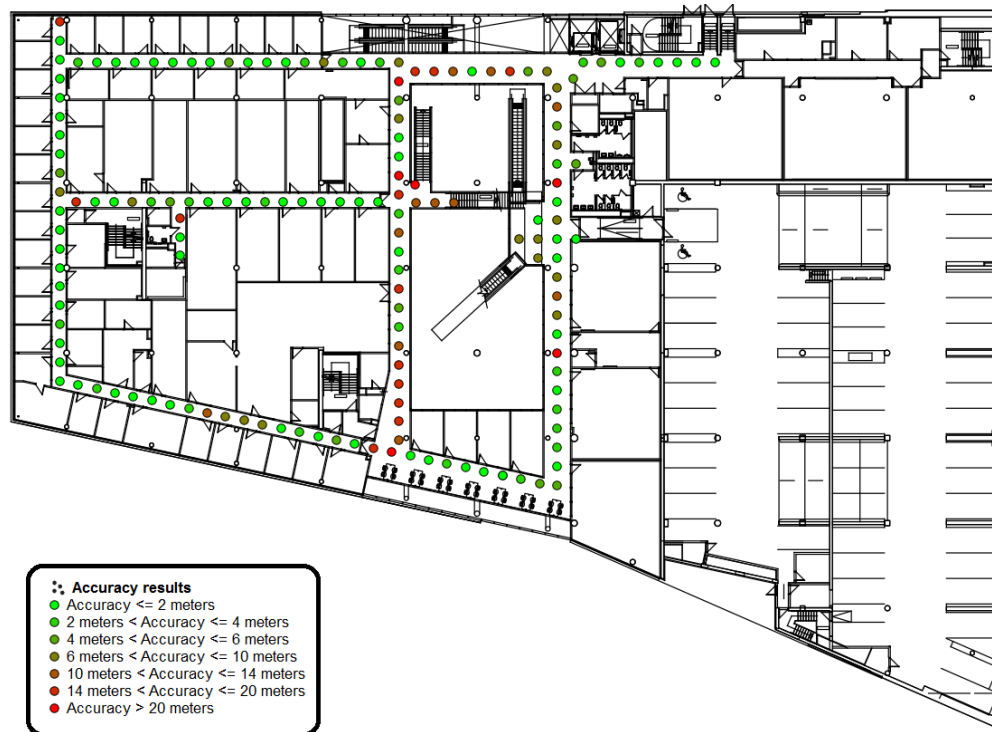 Accuracy results
Accuracy <= 2 meters
2 meters < Accuracy <= 4 meters
4 meters < Accuracy <= 6 meters
6 meters < Accuracy <= 10 meters
10 meters < Accuracy <= 14 meters
14 meters < Accuracy <= 20 meters
Accuracy > 20 meters